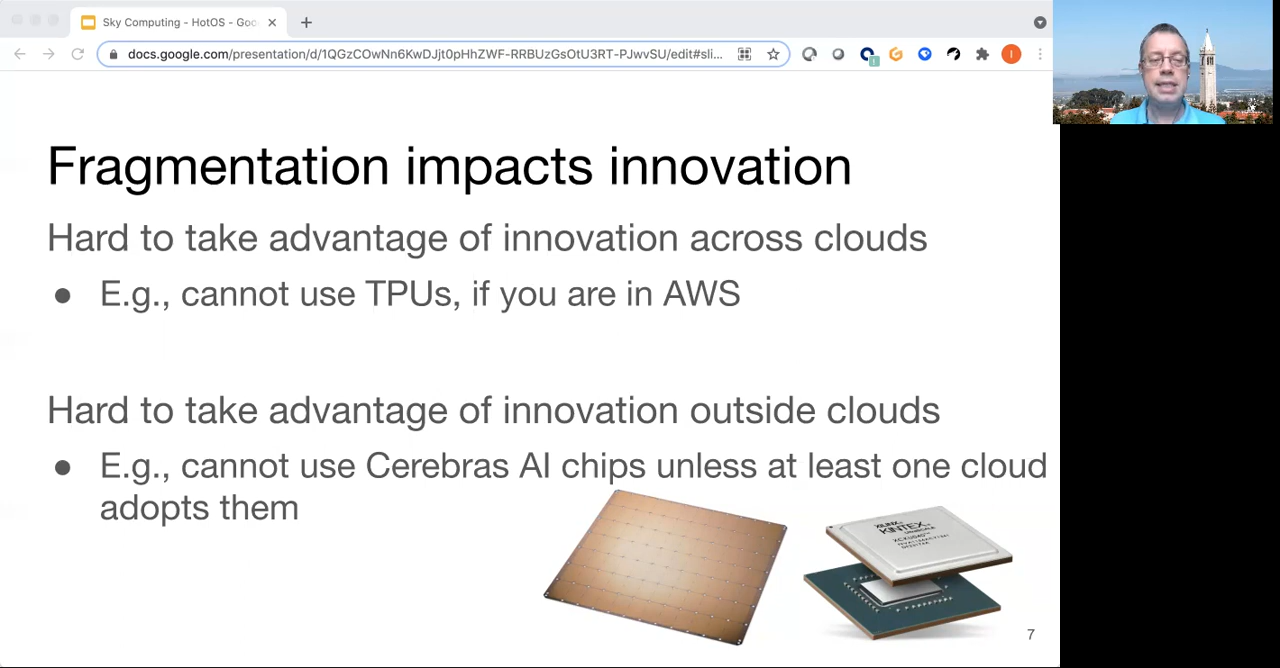 Sky Computing - HotOS - Goo
docs.google.com/presentation/d/1QGzCOwNn6KwDJjt0pHhZWF-RRBUzGsOtU3RT-PJwvSU/edit#sli...
I
Fragmentation impacts innovation
Hard to take advantage of innovation across clouds
● E.g., cannot use TPUs, if you are in AWS
Hard to take advantage of innovation outside clouds
● E.g., cannot use Cerebras AI chips unless at least one cloud
adopts them
XILINX
KINTEX
7